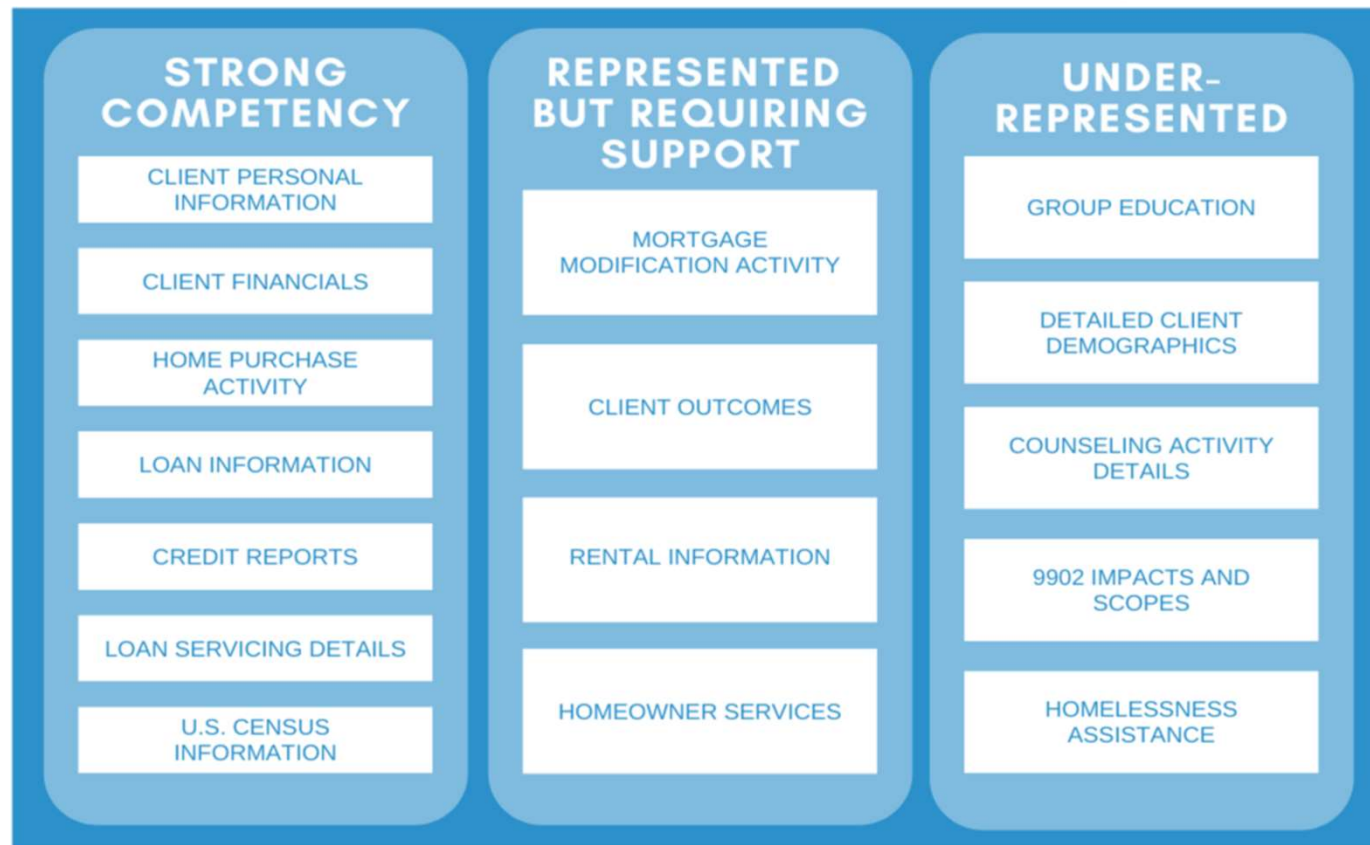 STRONG
COMPETENCY
CLIENT PERSONAL
INFORMATION
CLIENT FINANCIALS
HOME PURCHASE
ACTIVITY
LOAN INFORMATION
CREDIT REPORTS
LOAN SERVICING DETAILS
U.S. CENSUS
INFORMATION
REPRESENTED
BUT REQUIRING
SUPPORT
MORTGAGE
MODIFICATION ACTIVITY
CLIENT OUTCOMES
RENTAL INFORMATION
HOMEOWNER SERVICES
UNDER-
REPRESENTED
GROUP EDUCATION
DETAILED CLIENT
DEMOGRAPHICS
COUNSELING ACTIVITY
DETAILS
9902 IMPACTS AND
SCOPES
HOMELESSNESS
ASSISTANCE